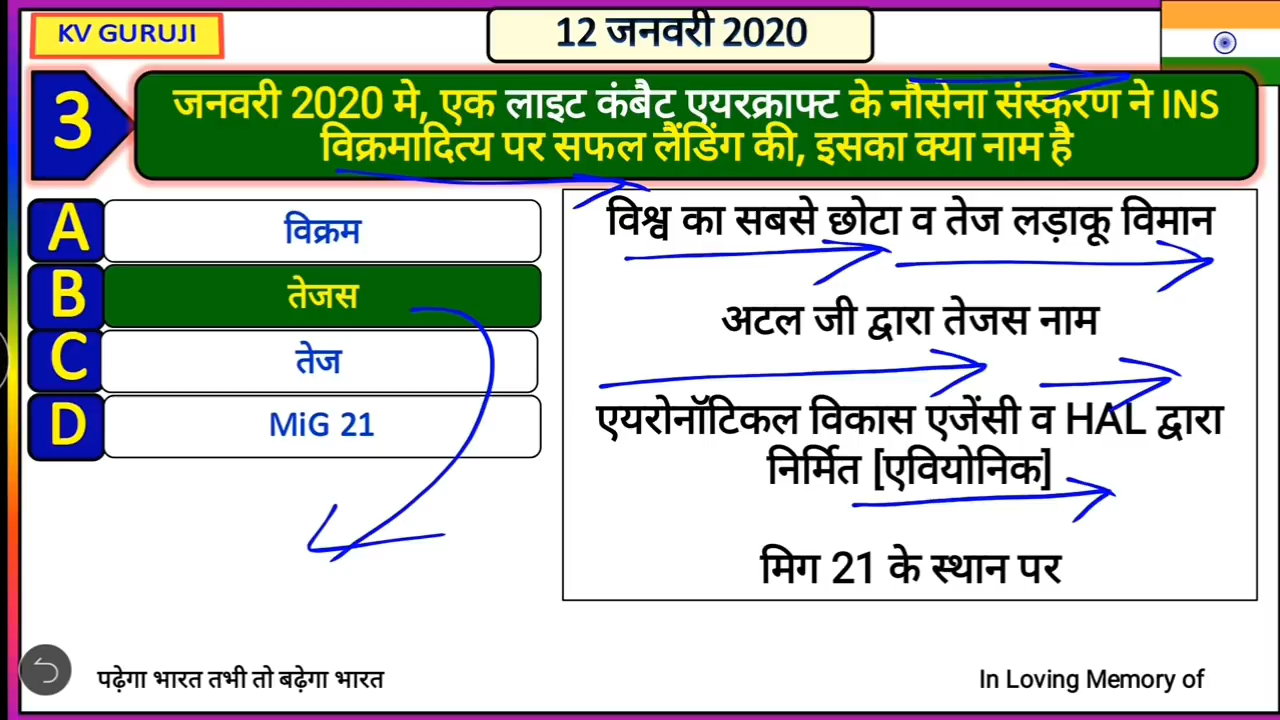 KV GURUJI
12 जनवरी 2020
3
जनवरी 2020 मे, एक लाइट कंबैट एयरक्राफ्ट के नौसेना संस्करण ने INS
विक्रमादित्य पर सफल लैंडिंग की, इसका क्या नाम है
A
विक्रम
B
तेजस
C
तेज
D
MiG 21
विश्व का सबसे छोटा व तेज लड़ाकू विमान
अटल जी द्वारा तेजस नाम
एयरोनॉटिकल विकास एजेंसी व HAL द्वारा
निर्मित [एवियोनिक]
मिग 21 के स्थान पर
पढ़ेगा भारत तभी तो बढ़ेगा भारत
In Loving Memory of